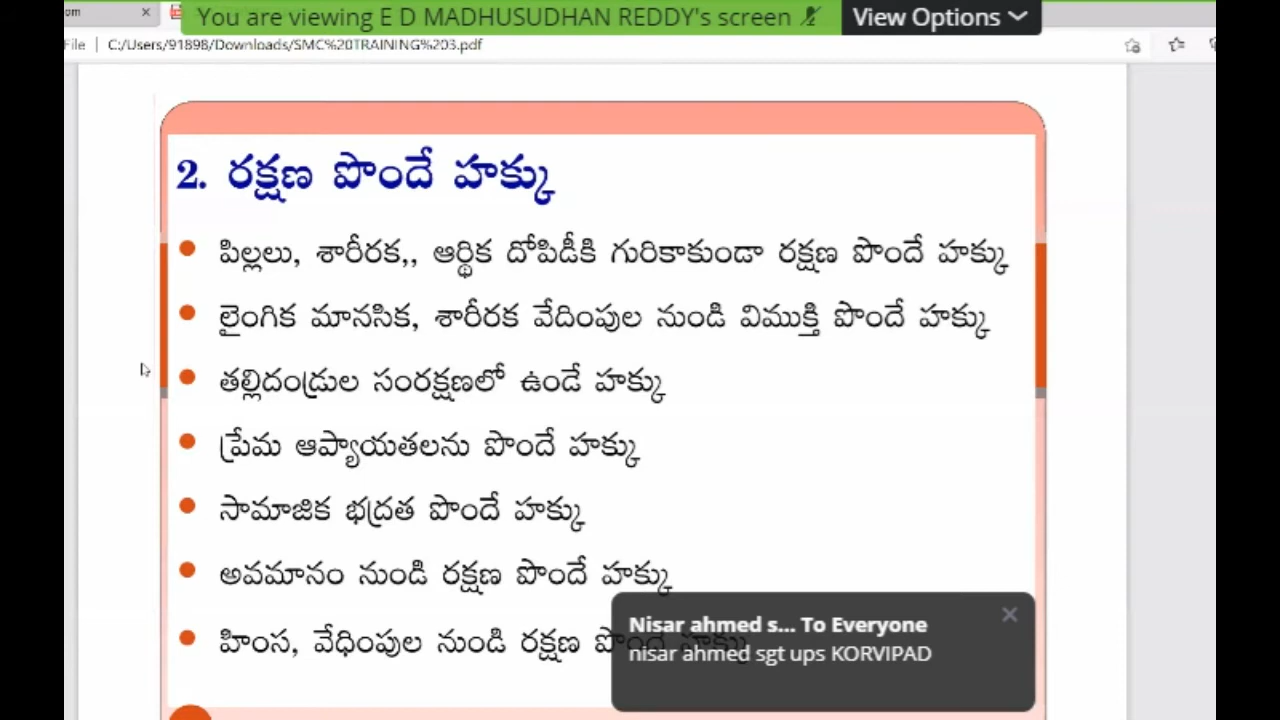 om
You are viewing E D MADHUSUDHAN REDDY's screen
View Options
File
C:/Users/91898/Downloads/SMC%20TRAINING%203.pdf
2. రక్షణ పొందే హక్కు
పిల్లలు, శారీరక,, ఆర్థిక దోపిడీకి గురికాకుండా రక్షణ పొందే హక్కు
లైంగిక మానసిక, శారీరక వేదింపుల నుండి విముక్తి పొందే హక్కు
తల్లిదండ్రుల సంరక్షణలో ఉండే హక్కు
ప్రేమ ఆప్యాయతలను పొందే హక్కు
సామాజిక భద్రత పొందే హక్కు
అవమానం నుండి రక్షణ పొందే హక్కు
హింస, వేధింపుల నుండి రక్షణ పొందే హక్కు
Nisar ahmed s... To Everyone
nisar ahmed sgt ups KORVIPAD